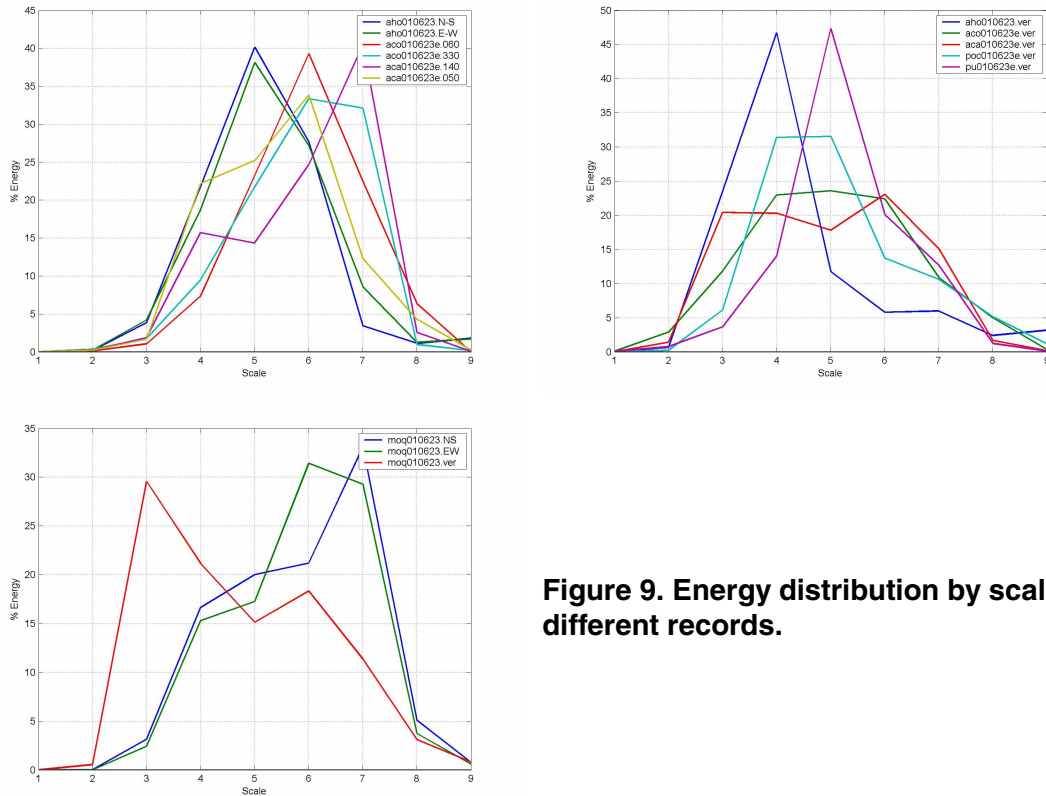 45
40
35
30
25
20
15
10
5
0
% Energy
1 2 3 4 5 6 7 8 9
Scale
aho010623.N-S
aho010623.E-W
aco010623e.060
aco010623e.330
aca010623e.140
aca010623e.050
50
45
40
35
30
25
20
15
10
5
0
% Energy
1 2 3 4 5 6 7 8 9
Scale
aho010623.ver
aco010623e.ver
aca010623e.ver
poc010623e.ver
pu010623e.ver
35
30
25
20
15
10
5
0
% Energy
1 2 3 4 5 6 7 8 9
Scale
moq010623.NS
moq010623.EW
moq010623.ver
Figure 9. Energy distribution by scal
different records.